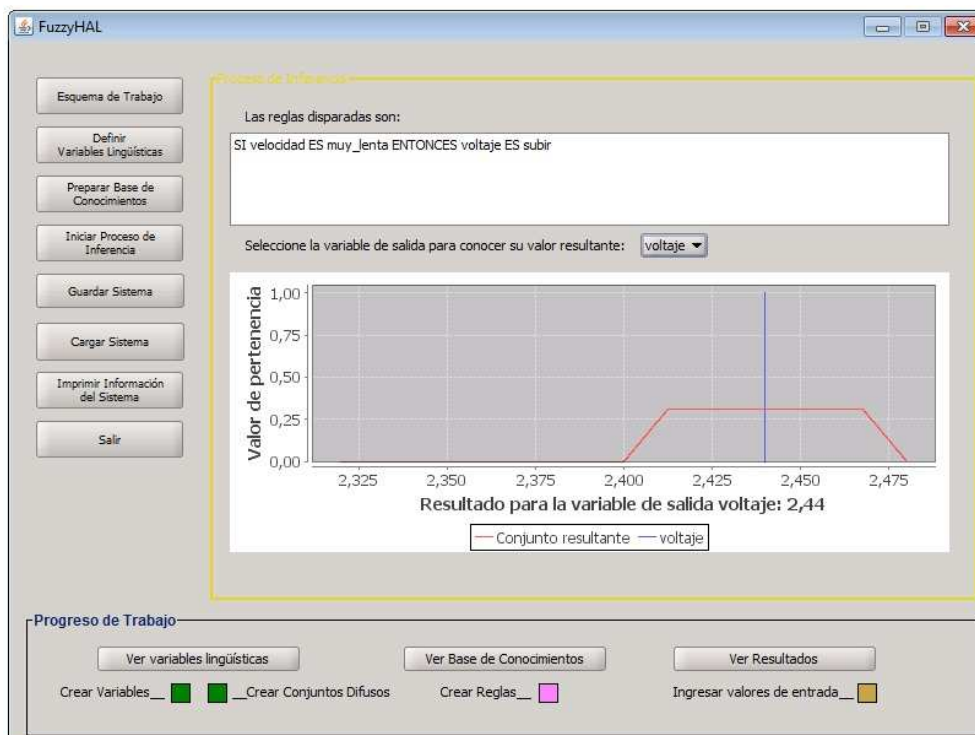 FuzzyHAL
Esquema de Trabajo
Definir
Variables Lingüísticas
Preparar Base de
Conocimientos
Iniciar Proceso de
Inferencia
Guardar Sistema
Cargar Sistema
Imprimir Información
del Sistema
Salir
Proceso de Inferencia
Las reglas disparadas son:
SI velocidad ES muy_lenta ENTONCES voltaje ES subir
Seleccione la variable de salida para conocer su valor resultante: voltaje
Valor de pertenencia
1,00
0,75
0,50
0,25
0,00
2,325 2,350 2,375 2,400 2,425 2,450 2,475
Resultado para la variable de salida voltaje: 2,44
Conjunto resultante voltaje
Progreso de Trabajo
Ver variables lingüísticas Ver Base de Conocimientos Ver Resultados
Crear Variables__ __Crear Conjuntos Difusos Crear Reglas__ Ingresar valores de entrada__